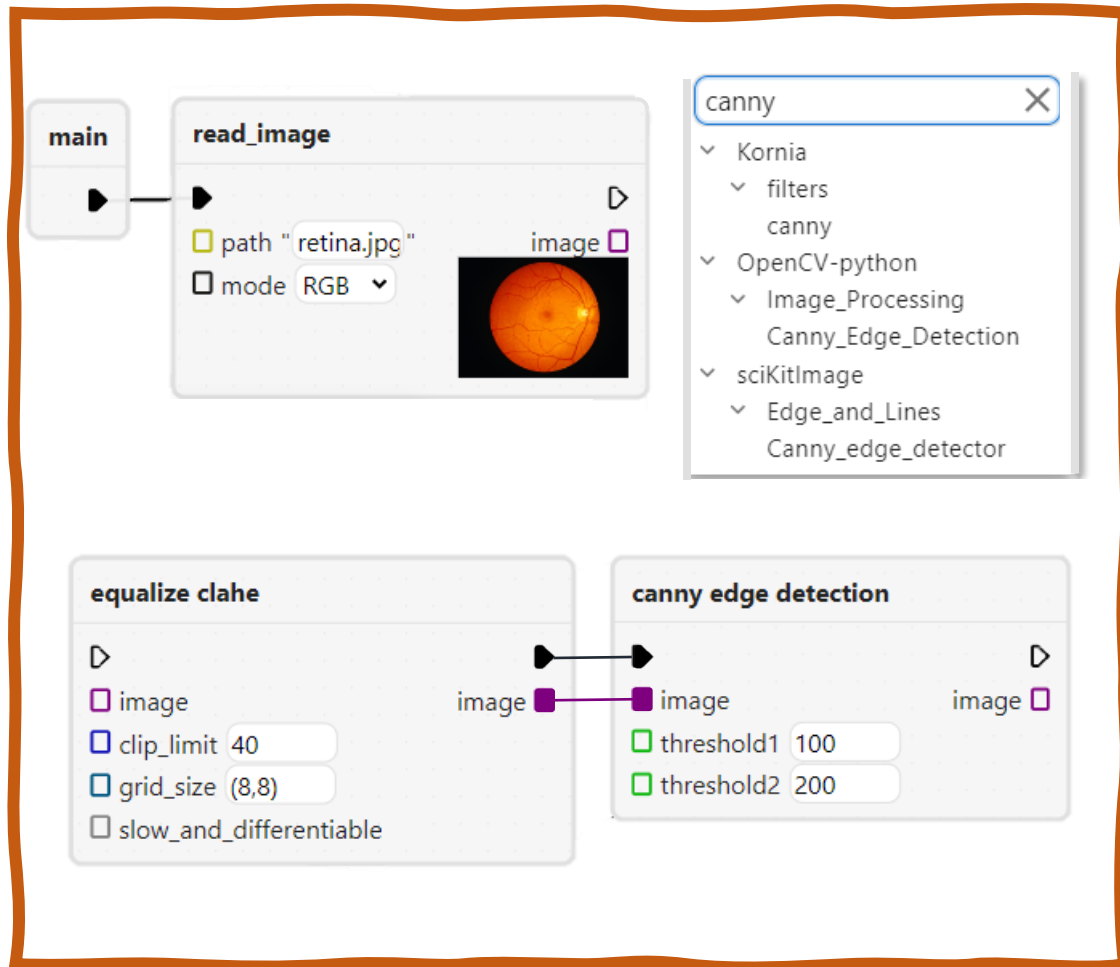 main
read_image
path "retina.jpg"
image
mode RGB
canny
Kornia
filters
canny
OpenCV-python
Image_Processing
Canny_Edge_Detection
sciKitImage
Edge_and_Lines
Canny_edge_detector
equalize clahe
image
image
clip_limit 40
grid_size (8,8)
slow_and_differentiable
canny edge detection
image
image
threshold1 100
threshold2 200